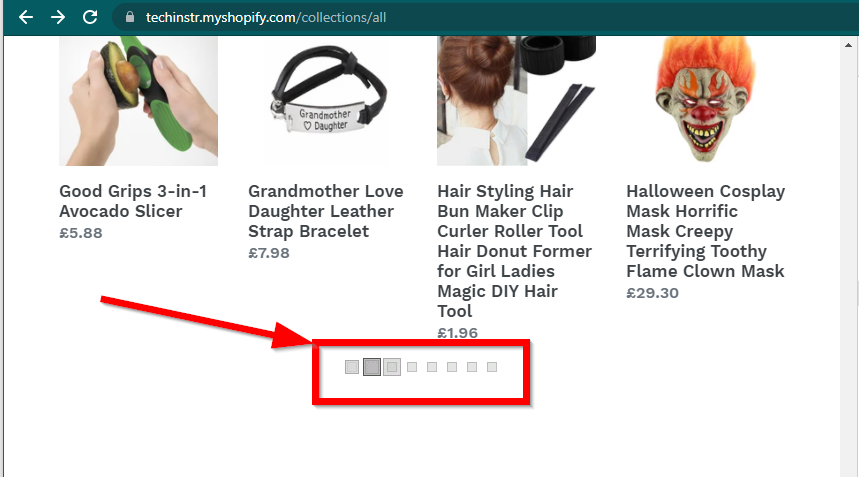 techinstr.myshopify.com/collections/all
Grandmother
♡ Daughter
Good Grips 3-in-1
Avocado Slicer
£5.88
Grandmother Love
Daughter Leather
Strap Bracelet
£7.98
Hair Styling Hair
Bun Maker Clip
Curler Roller Tool
Hair Donut Former
for Girl Ladies
Magic DIY Hair
Tool
£1.96
Halloween Cosplay
Mask Horrific
Mask Creepy
Terrifying Toothy
Flame Clown Mask
£29.30